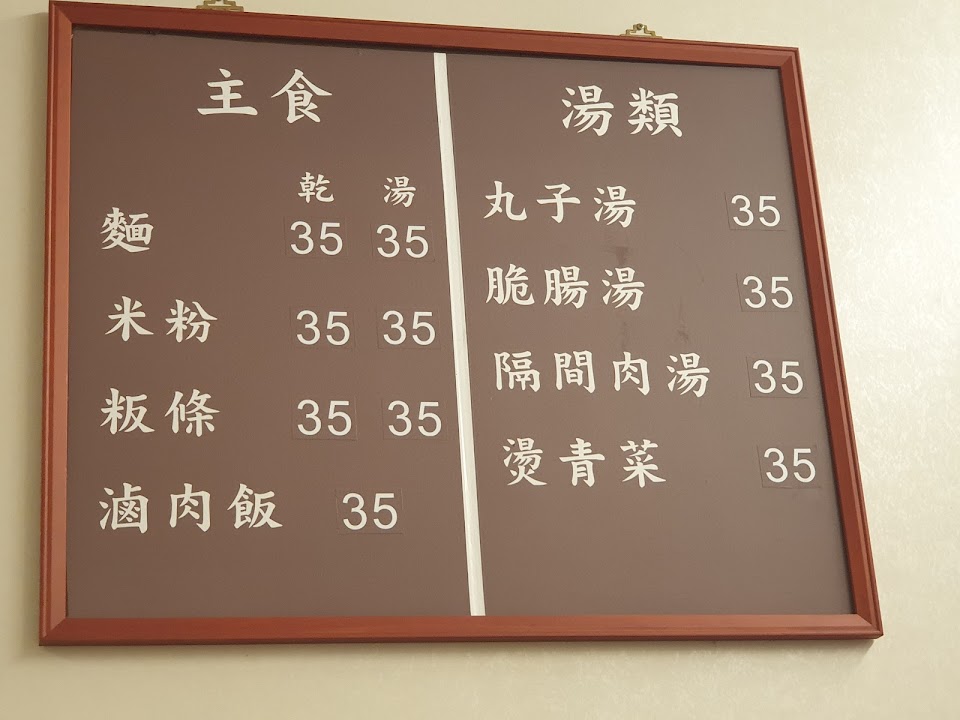 主食
乾 湯
麵 35 35
米粉 35 35
粄條 35 35
滷肉飯 35
湯類
丸子湯 35
脆腸湯 35
隔間肉湯 35
燙青菜 35